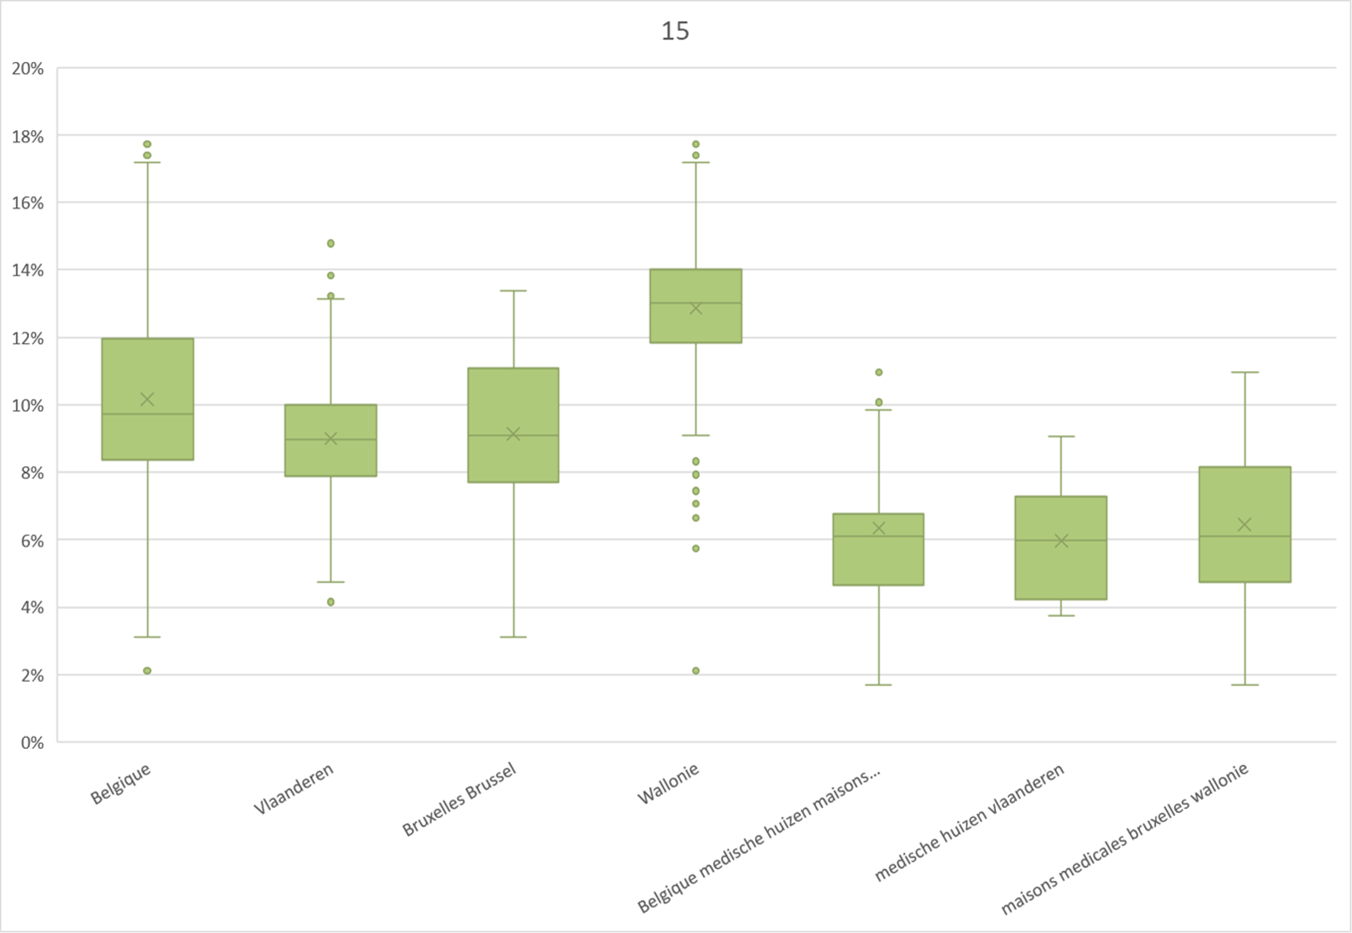 15
20%
18%
16%
14%
12%
10%
8%
6%
4%
2%
0%
Belgique
Vlaanderen
Bruxelles Brussel
Wallonie
Belgique medische huizen maisons...
medische huizen vlaanderen
maisons medicales bruxelles wallonie